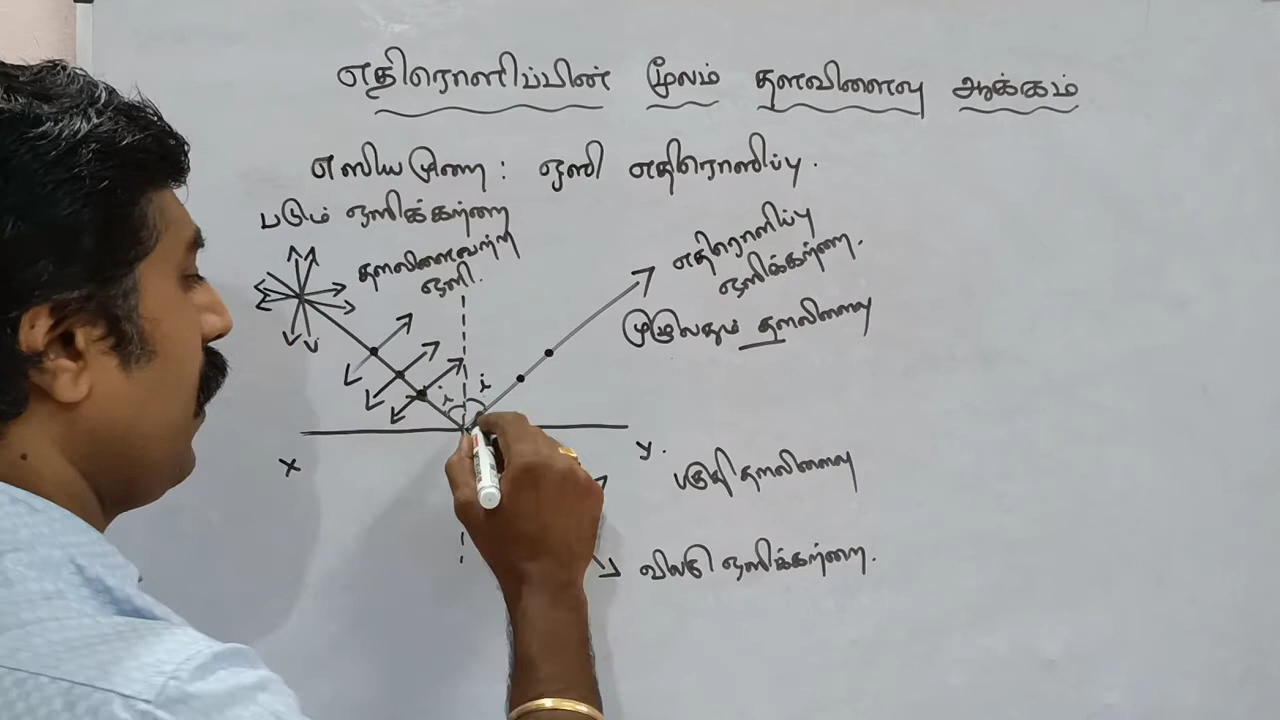 எதிரொளிப்பின் மூலம் தளவிளைவு ஆக்கம்
எளியமுறை : ஒளி எதிரொளிப்பு.
படும் ஒளிக்கற்றை
தளவிளைவற்ற
ஒளி.
எதிரொளிப்பு
ஒளிக்கற்றை.
முழுவதும் தளவிளைவு
i i
X
y.
பகுதி தளவிளைவு
விலகு ஒளிக்கற்றை.